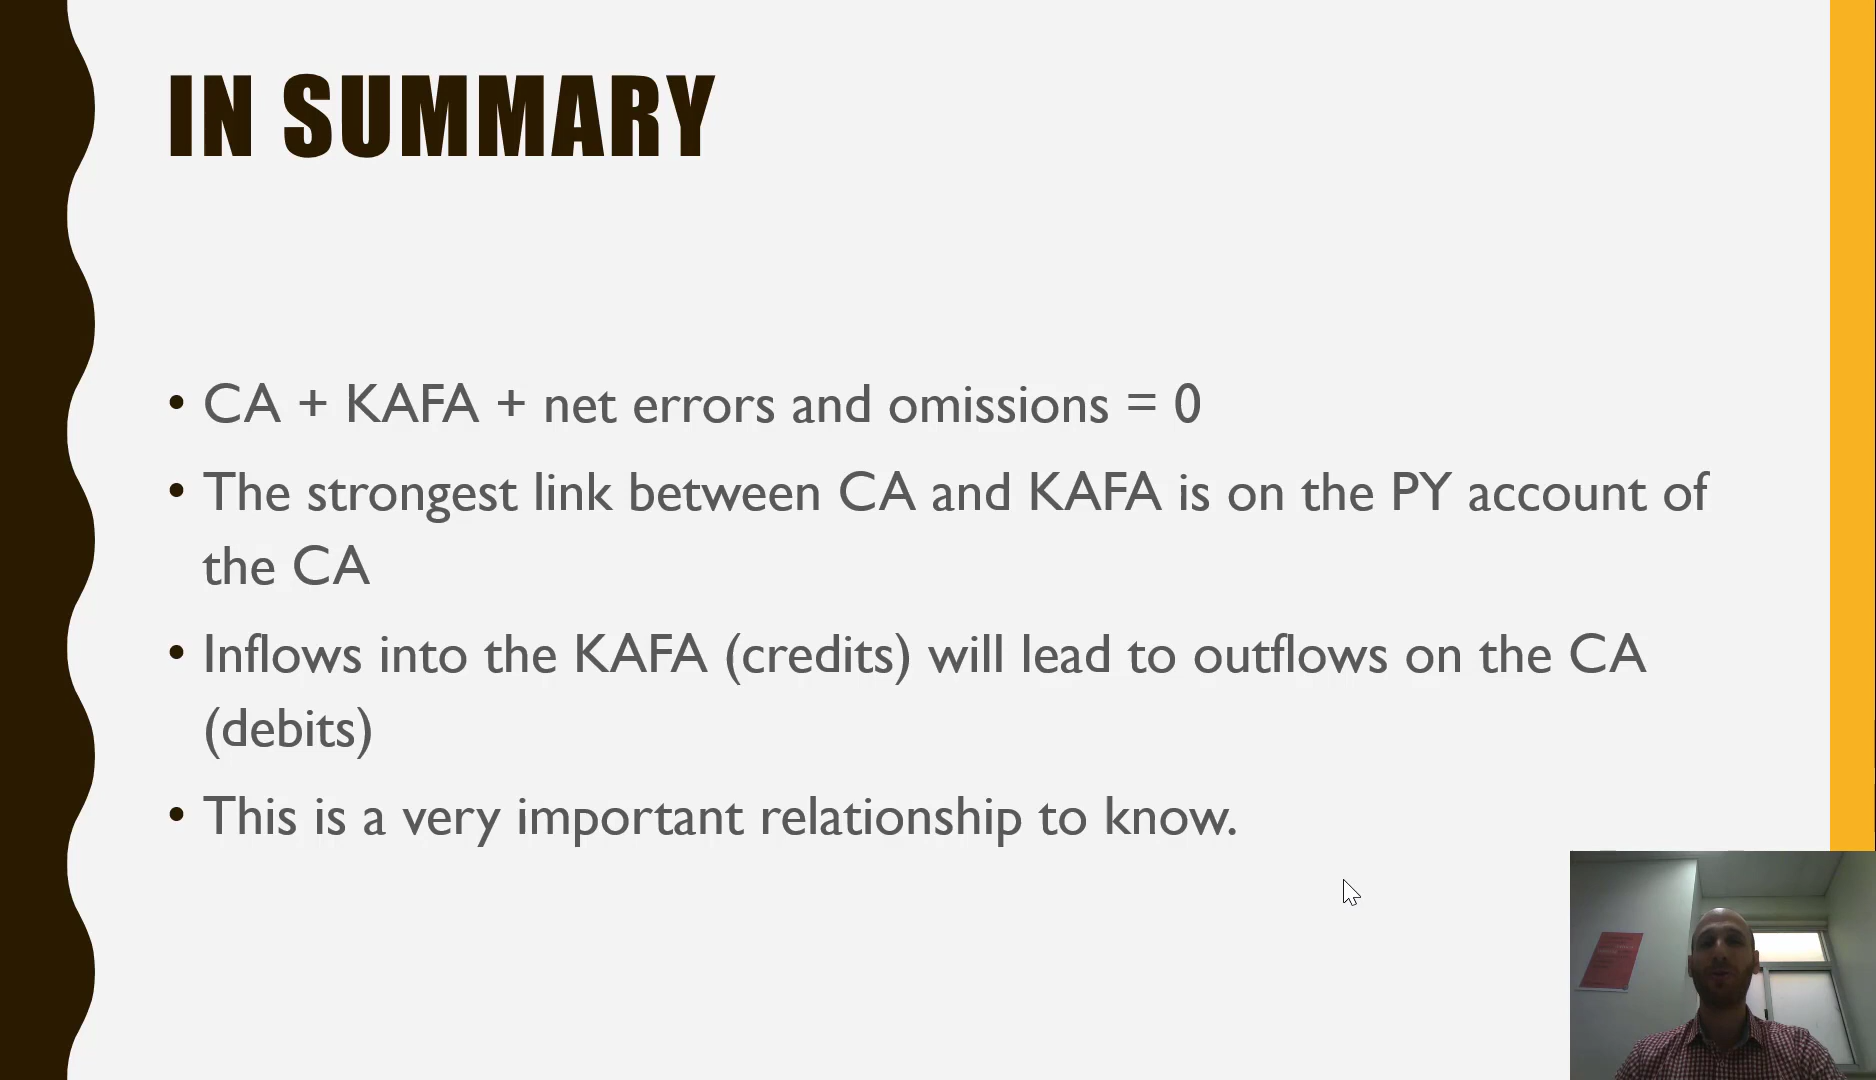 IN SUMMARY
• CA + KAFA + net errors and omissions = 0
• The strongest link between CA and KAFA is on the PY account of
the CA
• Inflows into the KAFA (credits) will lead to outflows on the CA
(debits)
• This is a very important relationship to know.